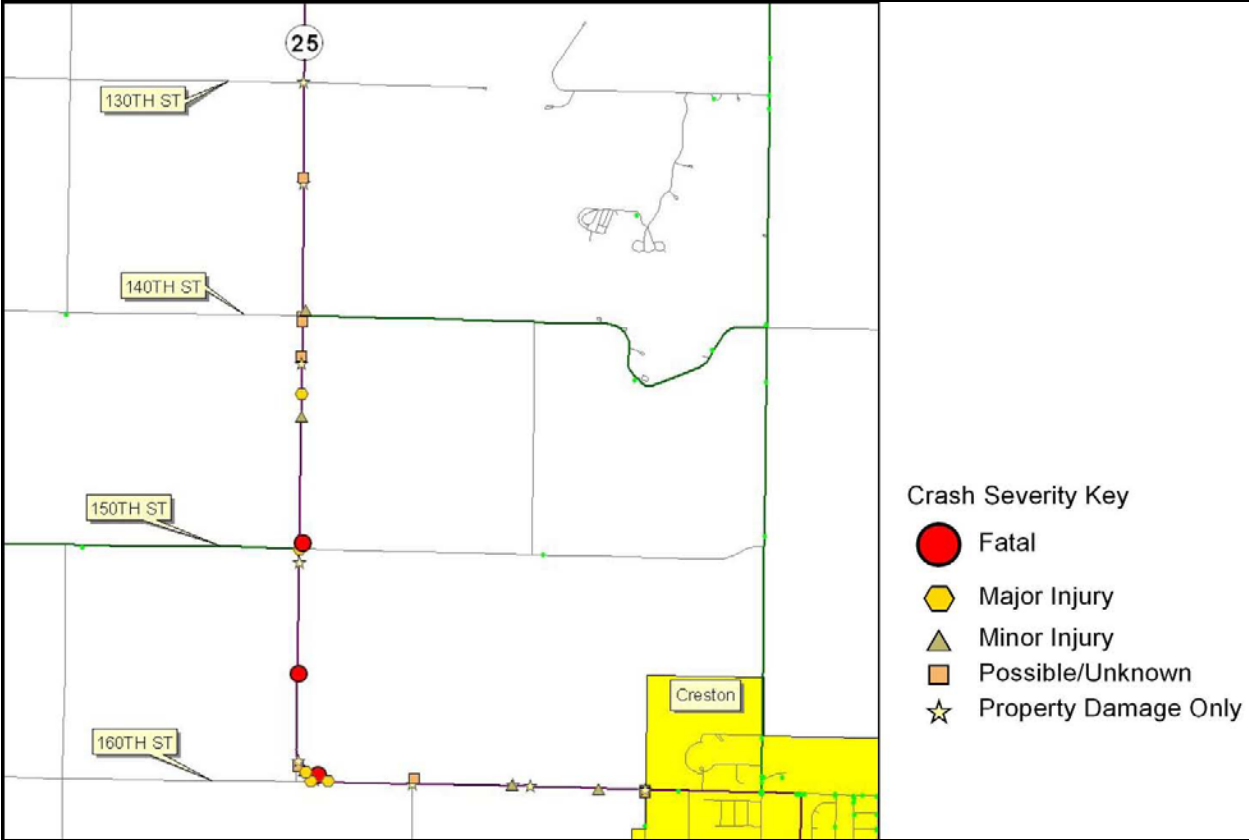 25
130TH ST
140TH ST
150TH ST
Crash Severity Key
Fatal
Major Injury
Minor Injury
Possible/Unknown
Creston
Property Damage Only
160TH ST